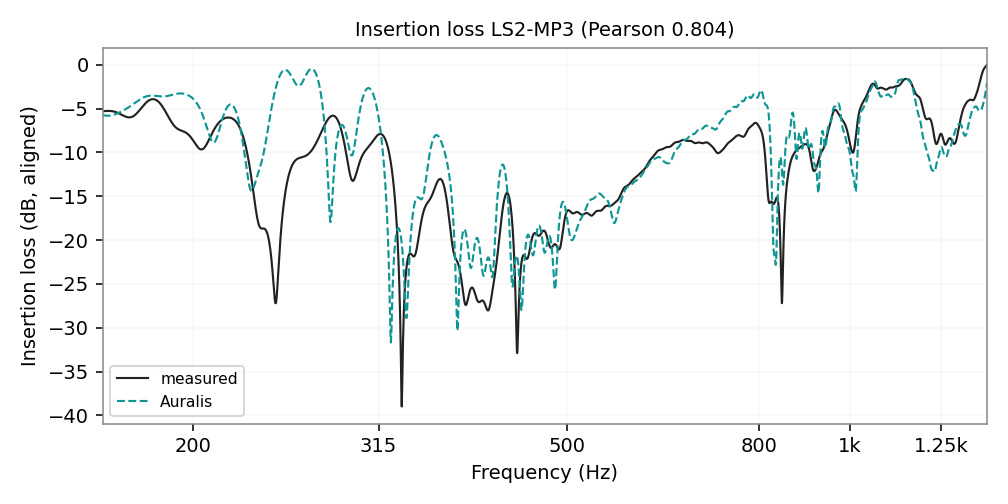 Insertion loss LS2-MP3 (Pearson 0.804)
Insertion loss (dB, aligned)
0
−5
−10
−15
−20
−25
−30
−35
−40
measured
Auralis
200
315
500
800
1k
1.25k
Frequency (Hz)